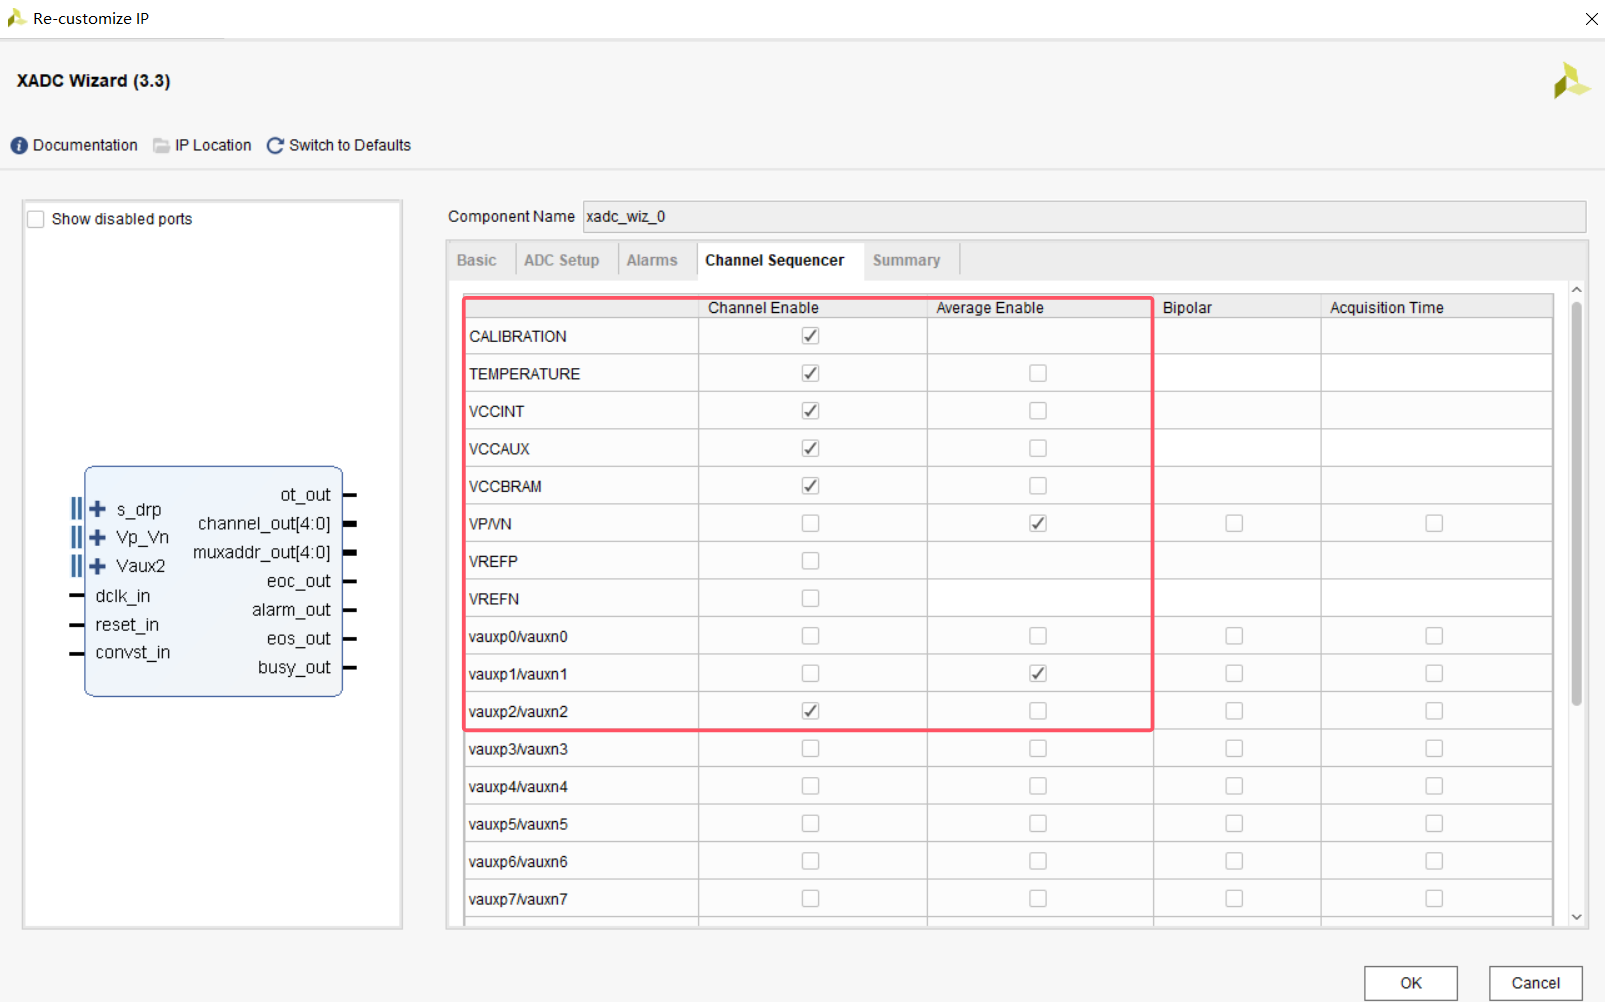 Re-customize IP
XADC Wizard (3.3)
Documentation IP Location Switch to Defaults
Show disabled ports
s_drp
Vp_Vn
Vaux2
dclk_in
reset_in
convst_in
ot_out
channel_out[4:0]
muxaddr_out[4:0]
eoc_out
alarm_out
eos_out
busy_out
Component Name xadc_wiz_0
Basic ADC Setup Alarms Channel Sequencer Summary
Channel Enable Average Enable Bipolar Acquisition Time
CALIBRATION
TEMPERATURE
VCCINT
VCCAUX
VCCBRAM
VP/VN
VREFP
VREFN
vauxp0/vauxn0
vauxp1/vauxn1
vauxp2/vauxn2
vauxp3/vauxn3
vauxp4/vauxn4
vauxp5/vauxn5
vauxp6/vauxn6
vauxp7/vauxn7
OK Cancel